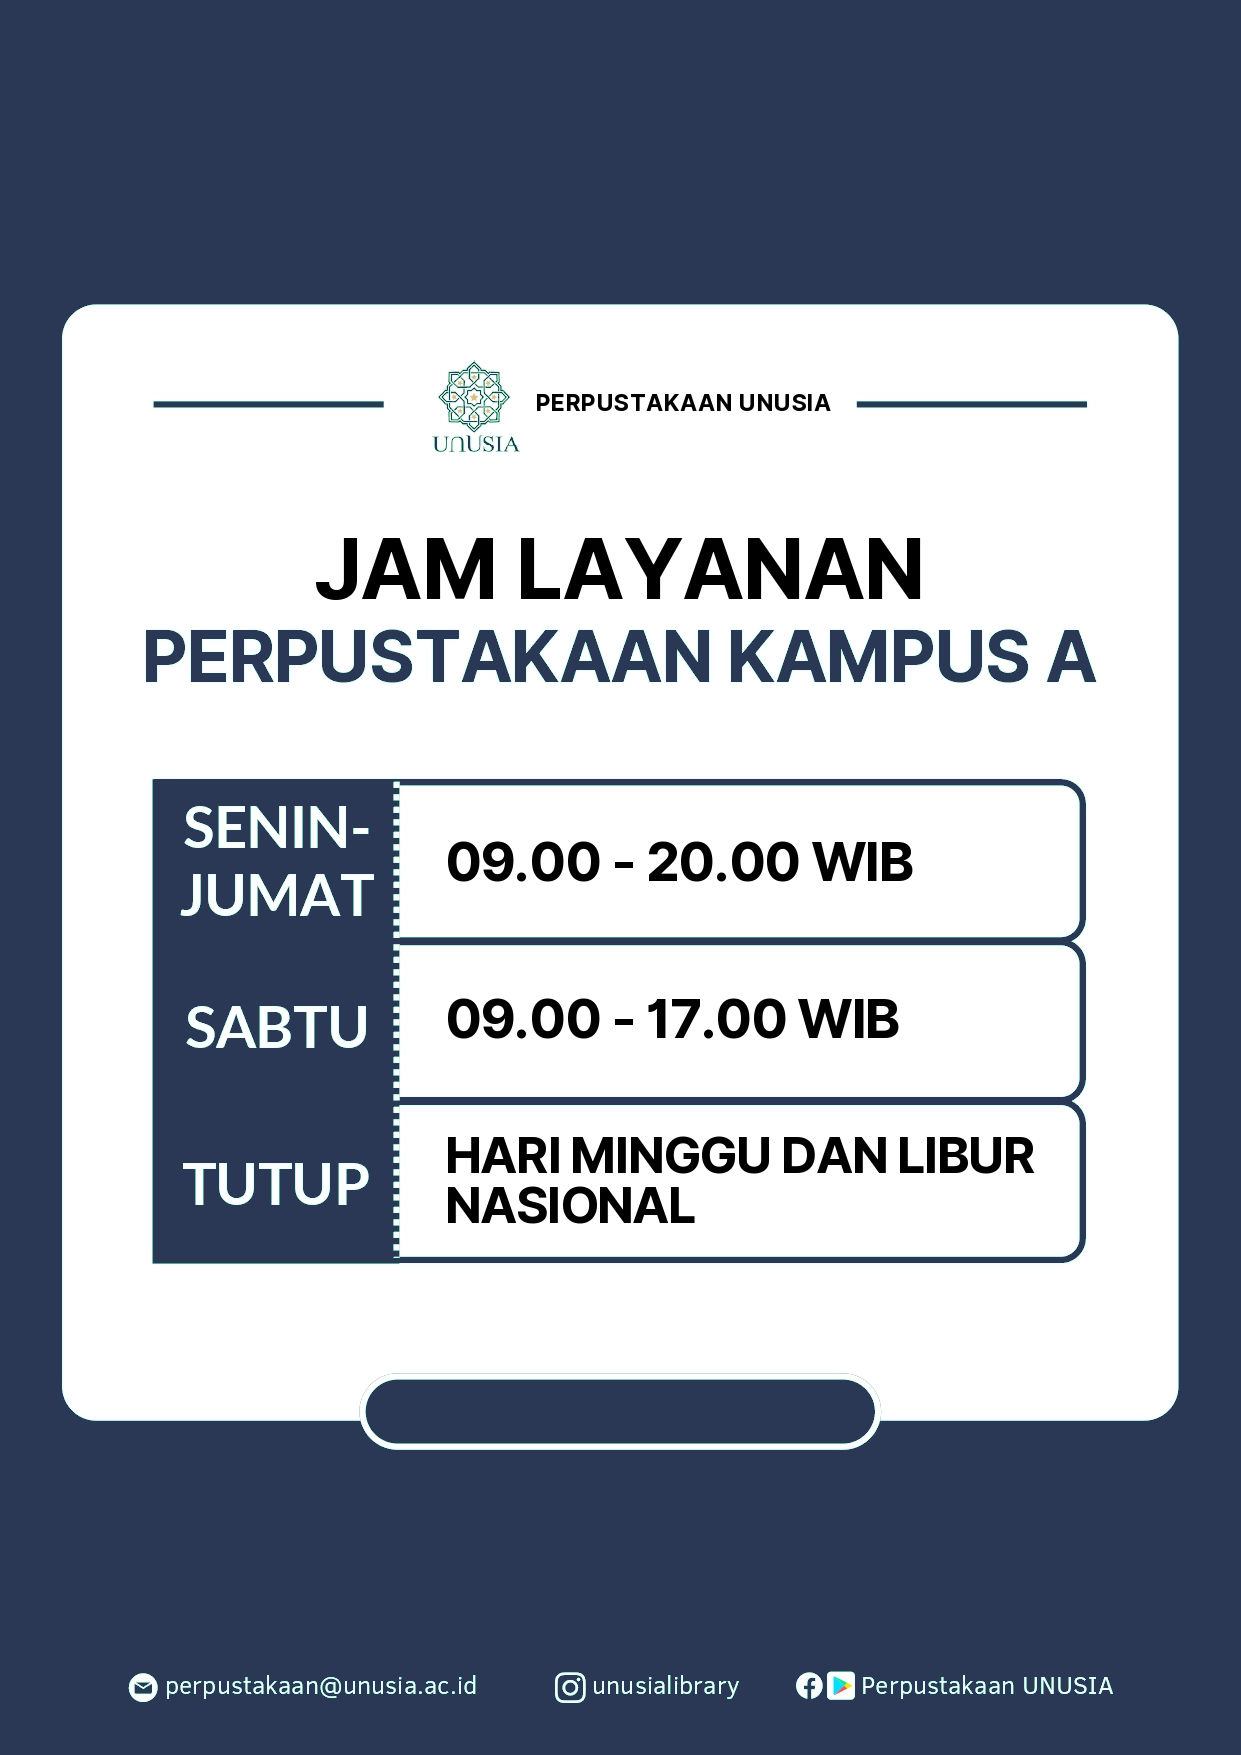 UNUSIA
PERPUSTAKAAN UNUSIA
JAM LAYANAN
PERPUSTAKAAN KAMPUS A
SENIN-
JUMAT
09.00 - 20.00 WIB
SABTU
09.00 - 17.00 WIB
TUTUP
HARI MINGGU DAN LIBUR
NASIONAL
perpustakaan@unusia.ac.id
unusialibrary
Perpustakaan UNUSIA